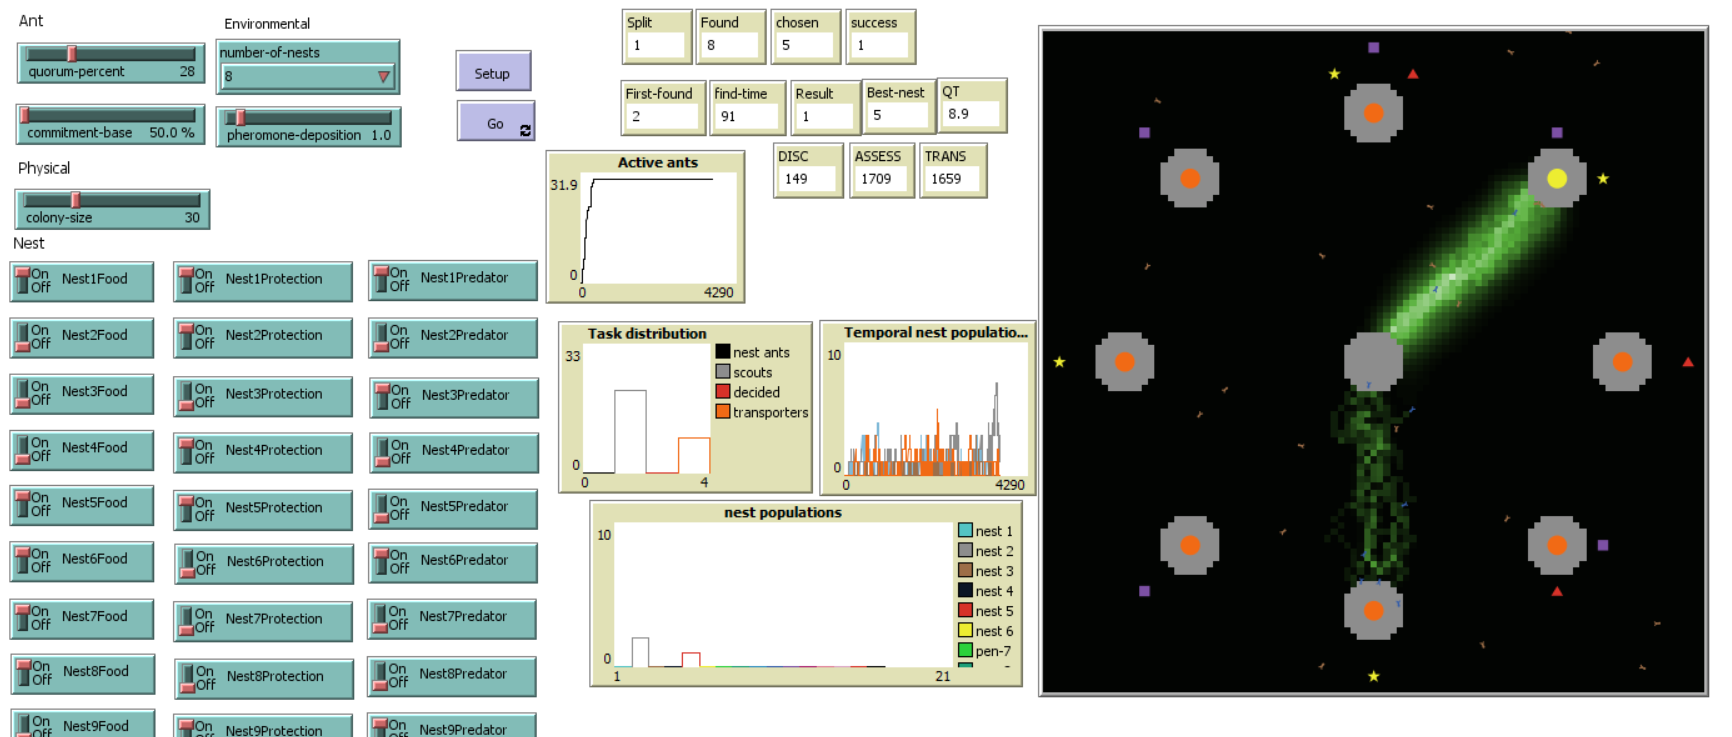 Ant
Environmental
quorum-percent 28
number-of-nests
8
Setup
commitment-base 50.0 %
pheromone-deposition 1.0
Go
Physical
colony-size 30
Nest
On Off Nest1Food
On Off Nest1Protection
On Off Nest1Predator
On Off Nest2Food
On Off Nest2Protection
On Off Nest2Predator
On Off Nest3Food
On Off Nest3Protection
On Off Nest3Predator
On Off Nest4Food
On Off Nest4Protection
On Off Nest4Predator
On Off Nest5Food
On Off Nest5Protection
On Off Nest5Predator
On Off Nest6Food
On Off Nest6Protection
On Off Nest6Predator
On Off Nest7Food
On Off Nest7Protection
On Off Nest7Predator
On Off Nest8Food
On Off Nest8Protection
On Off Nest8Predator
On Off Nest9Food
On Off Nest9Protection
On Off Nest9Predator
Split
1
Found
8
chosen
5
success
1
First-found
2
find-time
91
Result
1
Best-nest
5
QT
8.9
DISC
149
ASSESS
1709
TRANS
1659
Active ants
31.9
0
0 4290
Task distribution
33
0
0 4
nest ants
scouts
decided
transporters
Temporal nest populatio...
10
0
0 4290
nest populations
10
0
1 21
nest 1
nest 2
nest 3
nest 4
nest 5
nest 6
pen-7